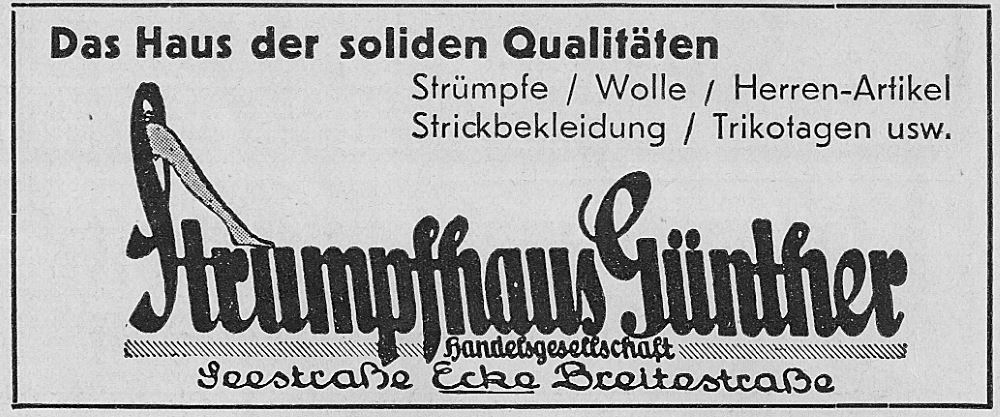 Das Haus der soliden Qualitäten
Strümpfe / Wolle / Herren-Artikel
Strickbekleidung / Trikotagen usw.
Strumpfhaus Günther
Handelsgesellschaft
Seestraße Ecke Breitestraße